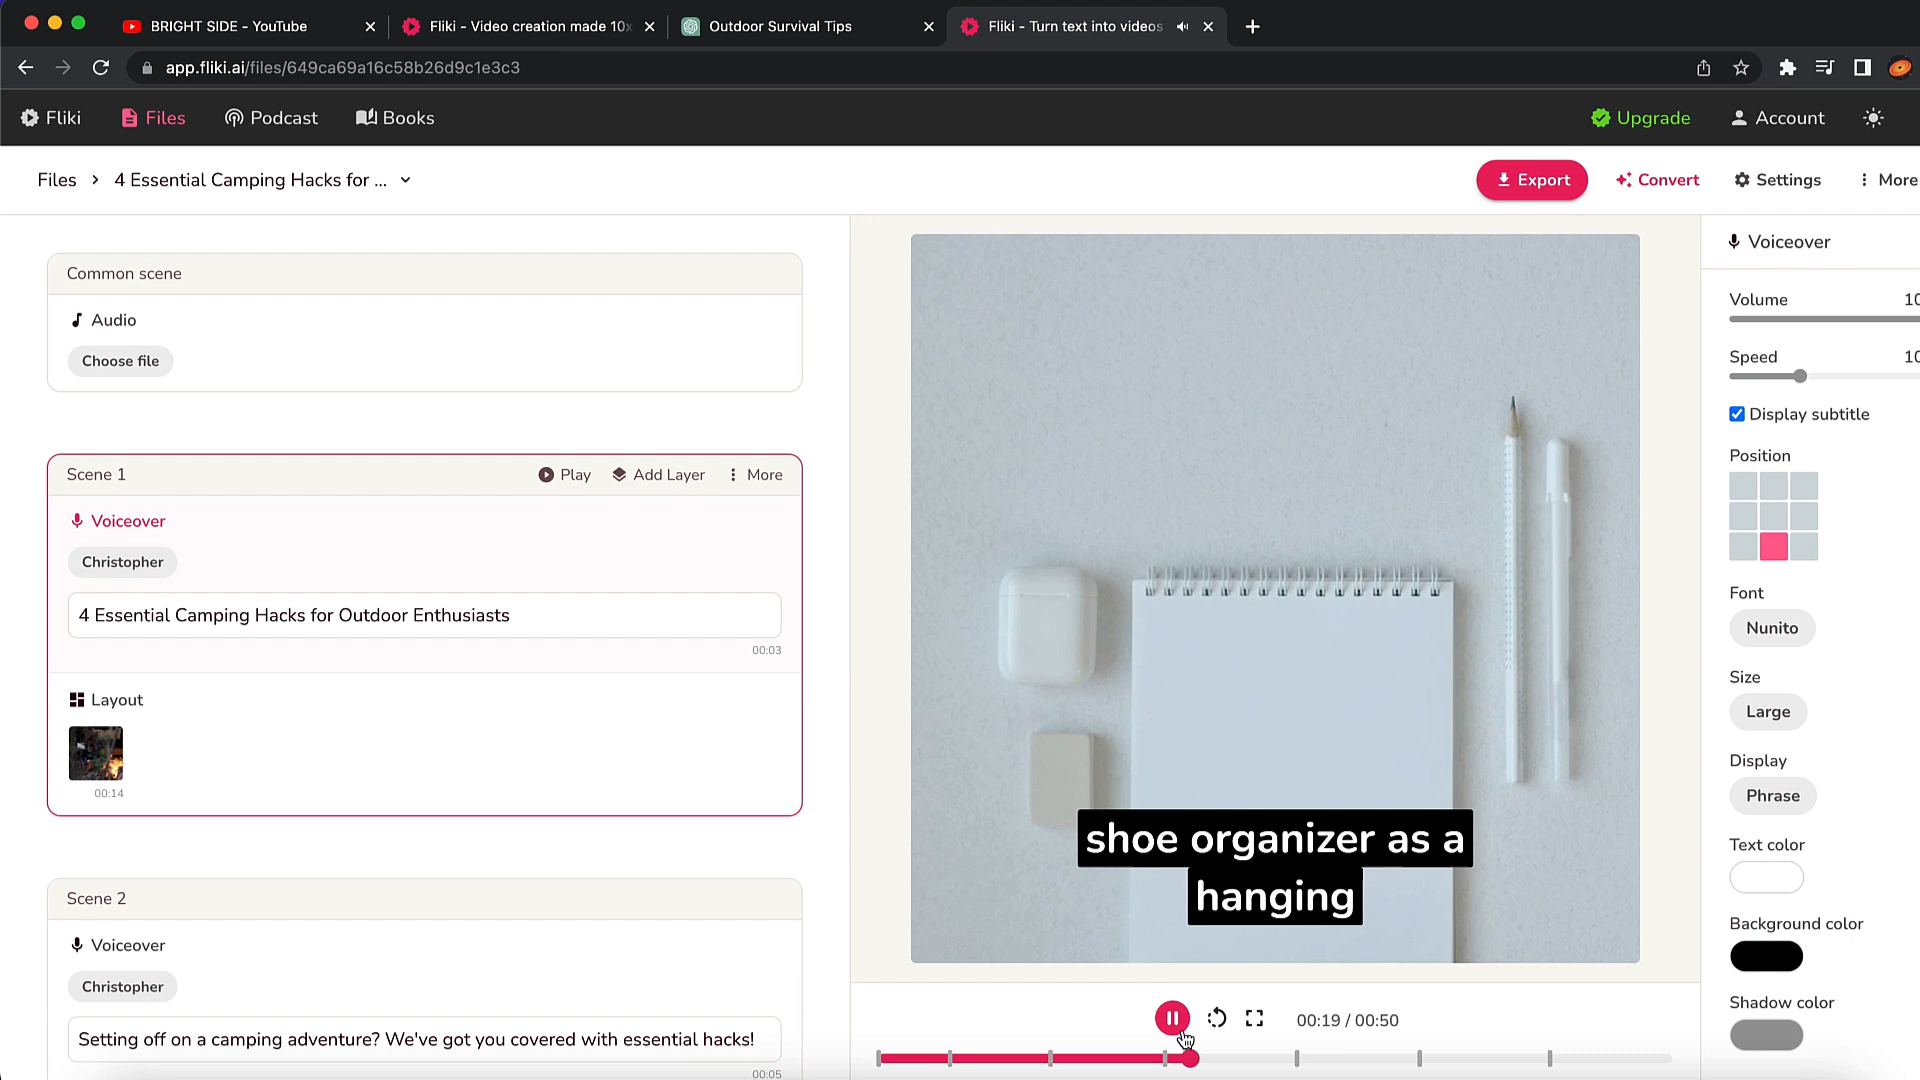 BRIGHT SIDE - YouTube
Fliki - Video creation made 10x
Outdoor Survival Tips
Fliki - Turn text into videos
app.fliki.ai/files/649ca69a16c58b26d9c1e3c3
Fliki
Files
Podcast
Books
Upgrade
Account
Files > 4 Essential Camping Hacks for ...
Export
Convert
Settings
More
Common scene
Audio
Choose file
Scene 1
Play
Add Layer
More
Voiceover
Christopher
4 Essential Camping Hacks for Outdoor Enthusiasts
00:03
Layout
00:14
Scene 2
Voiceover
Christopher
Setting off on a camping adventure? We've got you covered with essential hacks!
00:05
shoe organizer as a
hanging
00:19 / 00:50
Voiceover
Volume
10
Speed
10
Display subtitle
Position
Font
Nunito
Size
Large
Display
Phrase
Text color
Background color
Shadow color